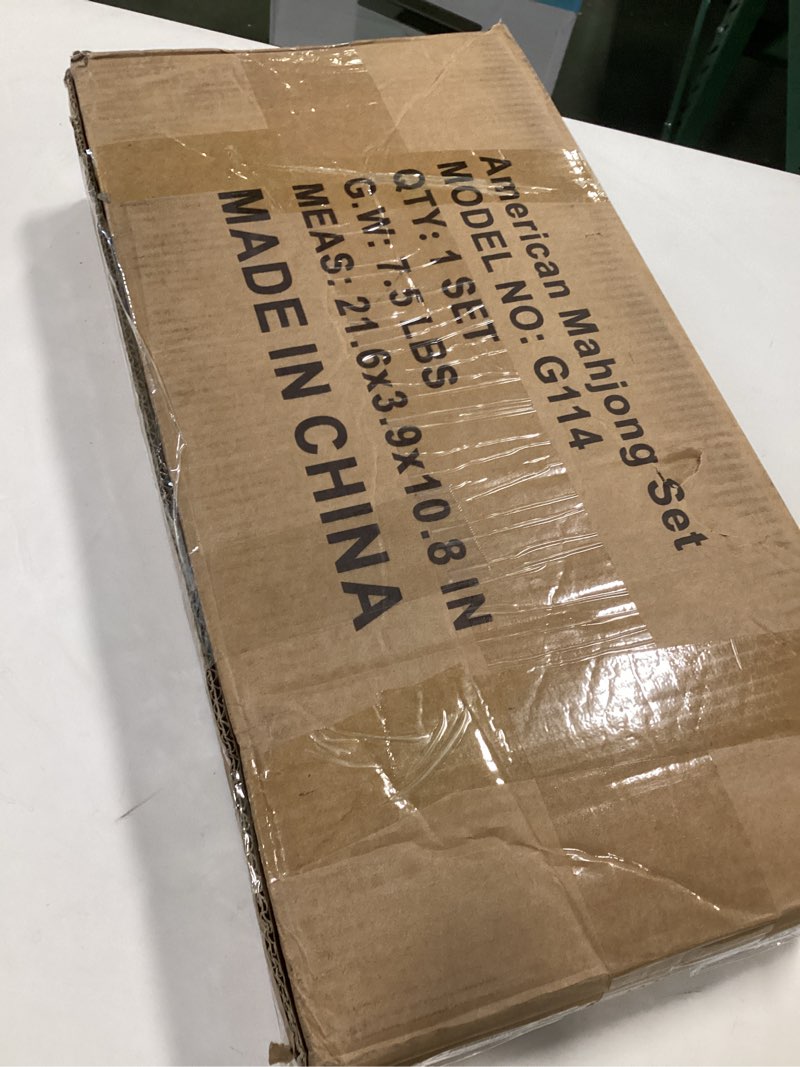 American Mahjong Set
MODEL NO: G114
QTY: 1 SET
G.W: 7.5 LBS
MEAS: 21.6x3.9x10.8 IN
MADE IN CHINA